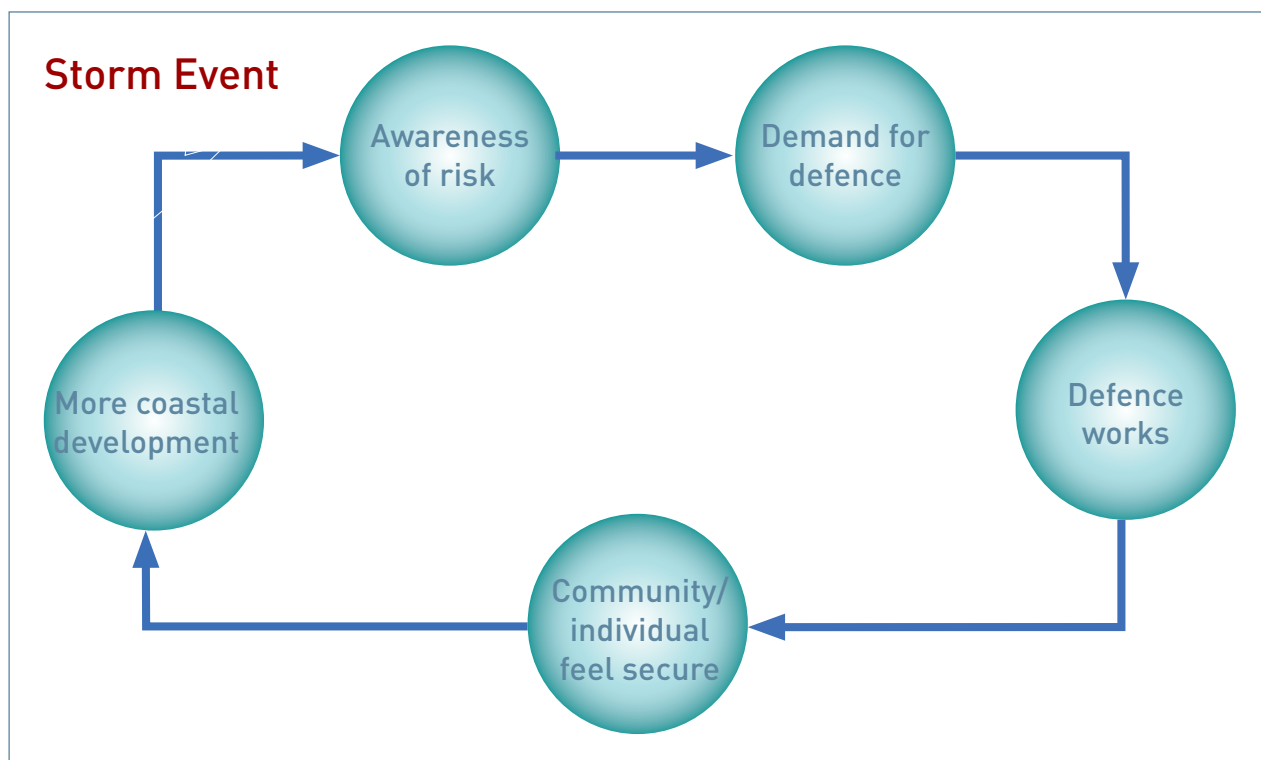 Storm Event
Awareness
of risk
Demand for
defence
Defence
works
Community/
individual
feel secure
More coastal
development